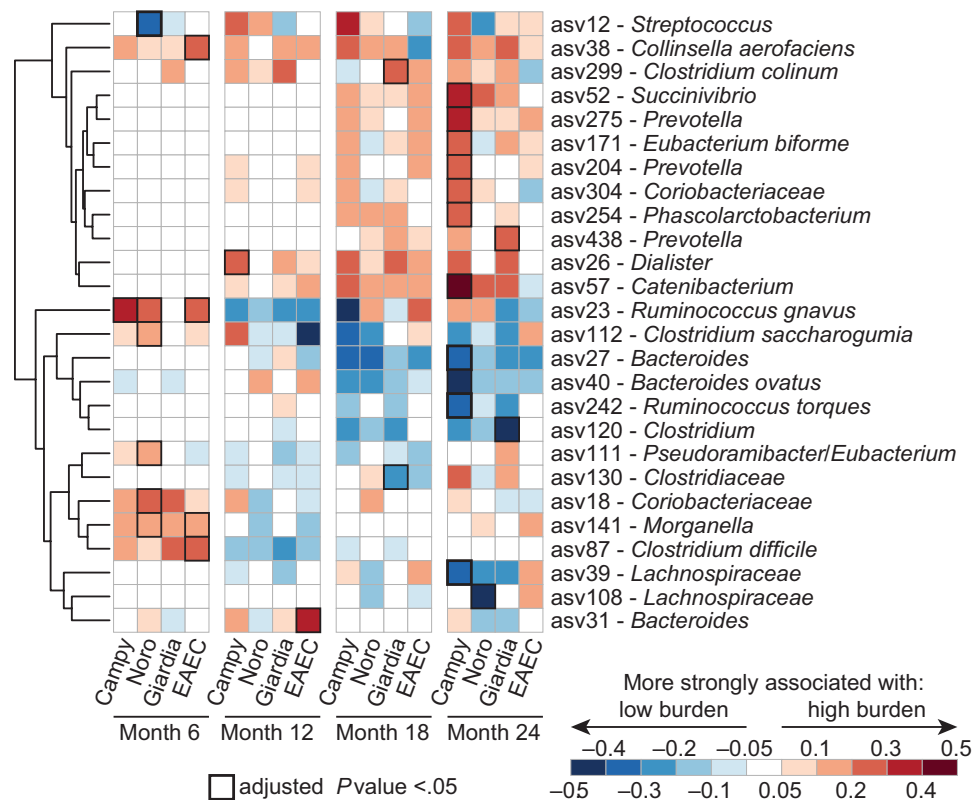 asv12 - Streptococcus
asv38 - Collinsella aerofaciens
asv299 - Clostridium colinum
asv52 - Succinivibrio
asv275 - Prevotella
asv171 - Eubacterium biforme
asv204 - Prevotella
asv304 - Coriobacteriaceae
asv254 - Phascolarctobacterium
asv438 - Prevotella
asv26 - Dialister
asv57 - Catenibacterium
asv23 - Ruminococcus gnavus
asv112 - Clostridium saccharogumia
asv27 - Bacteroides
asv40 - Bacteroides ovatus
asv242 - Ruminococcus torques
asv120 - Clostridium
asv111 - Pseudoramibacter/Eubacterium
asv130 - Clostridiaceae
asv18 - Coriobacteriaceae
asv141 - Morganella
asv87 - Clostridium difficile
asv39 - Lachnospiraceae
asv108 - Lachnospiraceae
asv31 - Bacteroides
Campy Noro Giardia EAEC Campy Noro Giardia EAEC Campy Noro Giardia EAEC Campy Noro Giardia EAEC
Month 6 Month 12 Month 18 Month 24
More strongly associated with:
low burden high burden
–0.4 –0.2 –0.05 0.1 0.3 0.5
–0.5 –0.3 –0.1 0.05 0.2 0.4
adjusted P value <.05